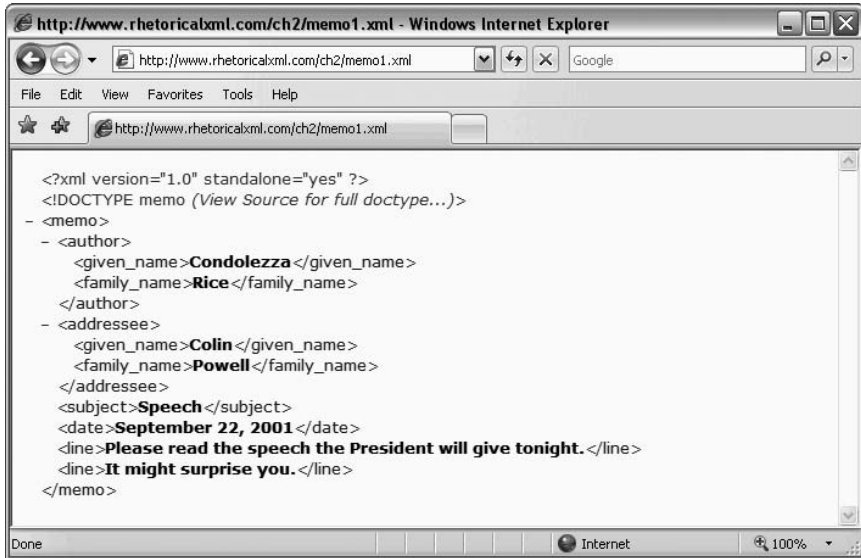 http://www.rhetoricalxml.com/ch2/memo1.xml - Windows Internet Explorer
http://www.rhetoricalxml.com/ch2/memo1.xml Google
File Edit View Favorites Tools Help
http://www.rhetoricalxml.com/ch2/memo1.xml
<?xml version="1.0" standalone="yes" ?>
<!DOCTYPE memo (View Source for full doctype...)>
- <memo>
- <author>
<given_name>Condolezza</given_name>
<family_name>Rice</family_name>
</author>
- <addressee>
<given_name>Colin</given_name>
<family_name>Powell</family_name>
</addressee>
<subject>Speech</subject>
<date>September 22, 2001</date>
<line>Please read the speech the President will give tonight.</line>
<line>It might surprise you.</line>
</memo>
Done Internet 100%